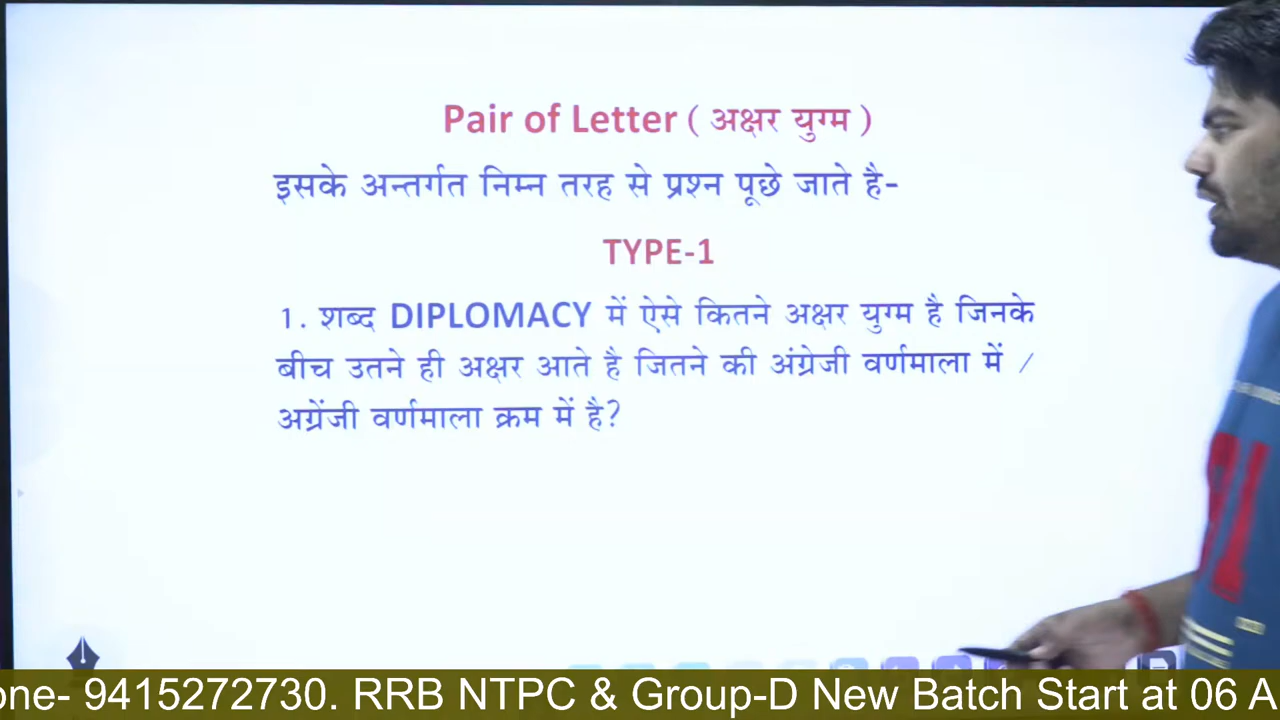 Pair of Letter ( अक्षर युग्म )
इसके अन्तर्गत निम्न तरह से प्रश्न पूछे जाते है-
TYPE-1
1. शब्द DIPLOMACY में ऐसे कितने अक्षर युग्म है जिनके
बीच उतने ही अक्षर आते है जितने की अंग्रेजी वर्णमाला में /
अग्रेंजी वर्णमाला क्रम में है?
one- 9415272730. RRB NTPC & Group-D New Batch Start at 06 A